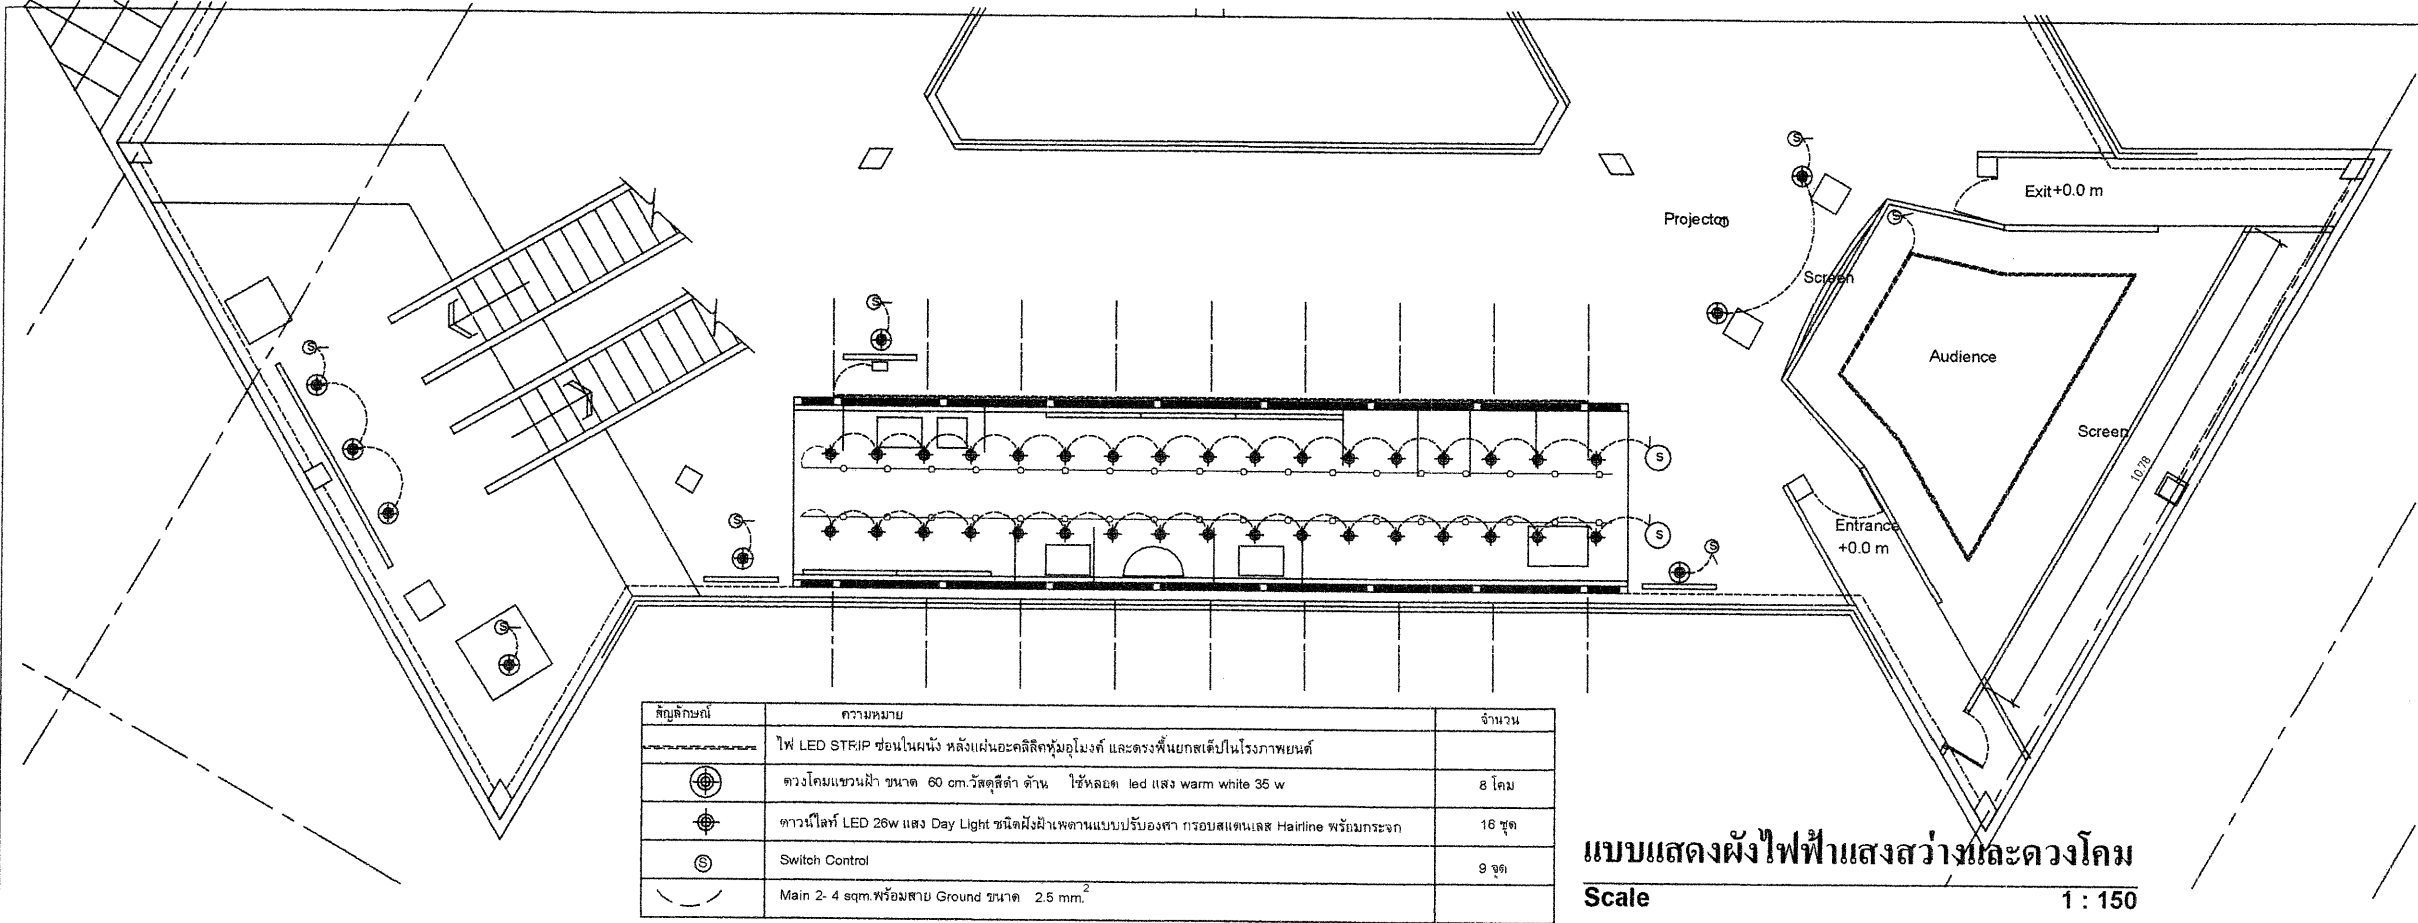 S
Exit+0.0 m
Projector
S
Screen
S
S
Audience
Screen
S
10.78
S
S
S
Entrance
+0.0 m
S
S
สัญลักษณ์ ความหมาย จำนวน
ไฟ LED STRIP ซ่อนในผนัง หลังแผ่นอะคลิลิคหุ้มอุโมงค์ และตรงพื้นยกสเต็ปในโรงภาพยนต์
ดวงโคมแขวนฝ้า ขนาด 60 cm.วัสดุสีดำ ด้าน ใช้หลอด led แสง warm white 35 w 8 โคม
ดาวน์ไลท์ LED 26w แสง Day Light ชนิดฝังฝ้าเพดานแบบปรับองศา กรอบสแตนเลส Hairline พร้อมกระจก 16 ชุด
S Switch Control 9 จุด
Main 2- 4 sqm.พร้อมสาย Ground ขนาด 2.5 mm.²
แบบแสดงผังไฟฟ้าแสงสว่างและดวงโคม
Scale 1 : 150